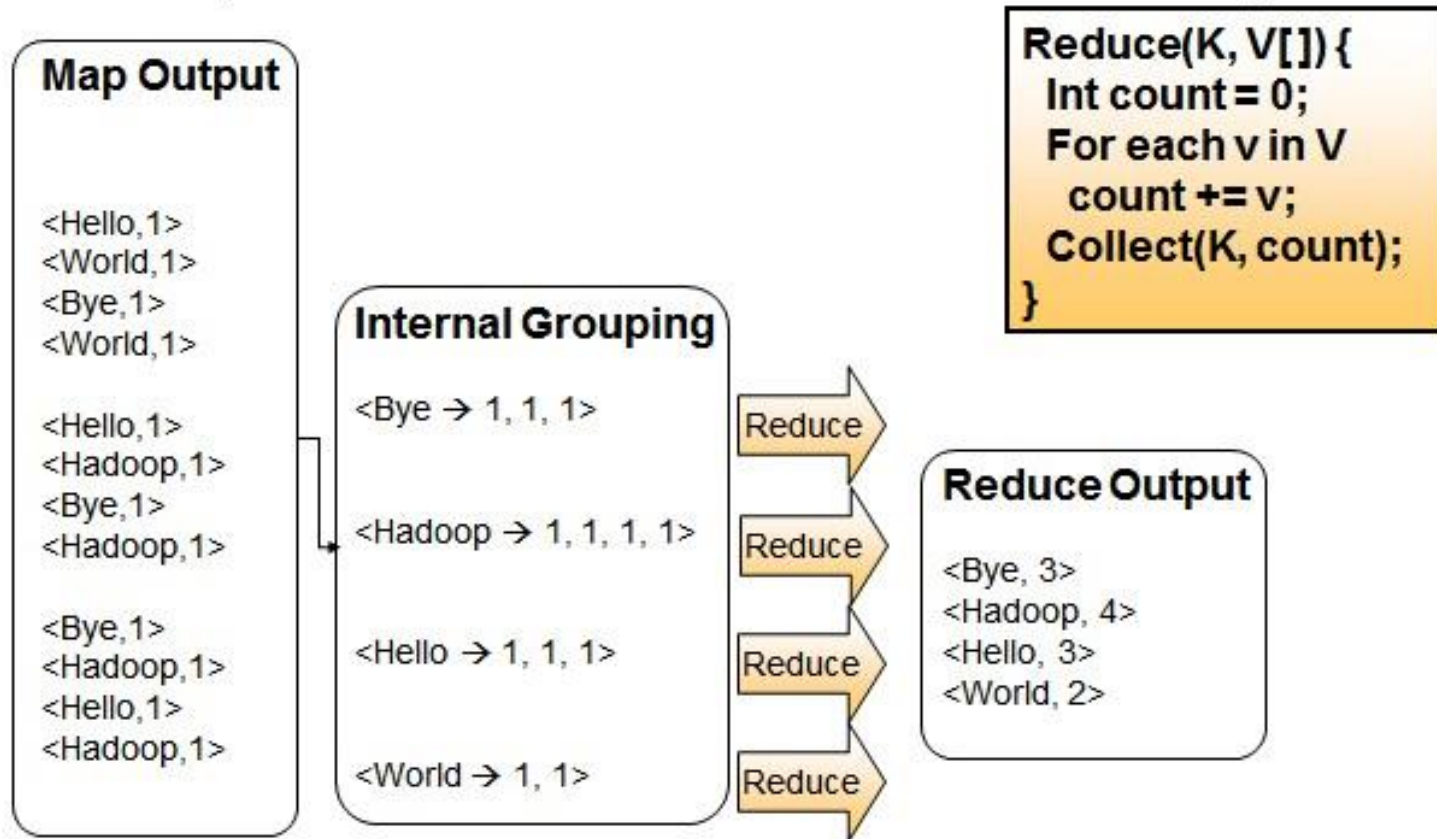 Map Output
<Hello,1>
<World,1>
<Bye,1>
<World,1>
<Hello,1>
<Hadoop,1>
<Bye,1>
<Hadoop,1>
<Bye,1>
<Hadoop,1>
<Hello,1>
<Hadoop,1>
Internal Grouping
<Bye → 1, 1, 1>
<Hadoop → 1, 1, 1, 1>
<Hello → 1, 1, 1>
<World → 1, 1>
Reduce
Reduce
Reduce
Reduce
Reduce(K, V[]) {
Int count = 0;
For each v in V
count += v;
Collect(K, count);
}
Reduce Output
<Bye, 3>
<Hadoop, 4>
<Hello, 3>
<World, 2>